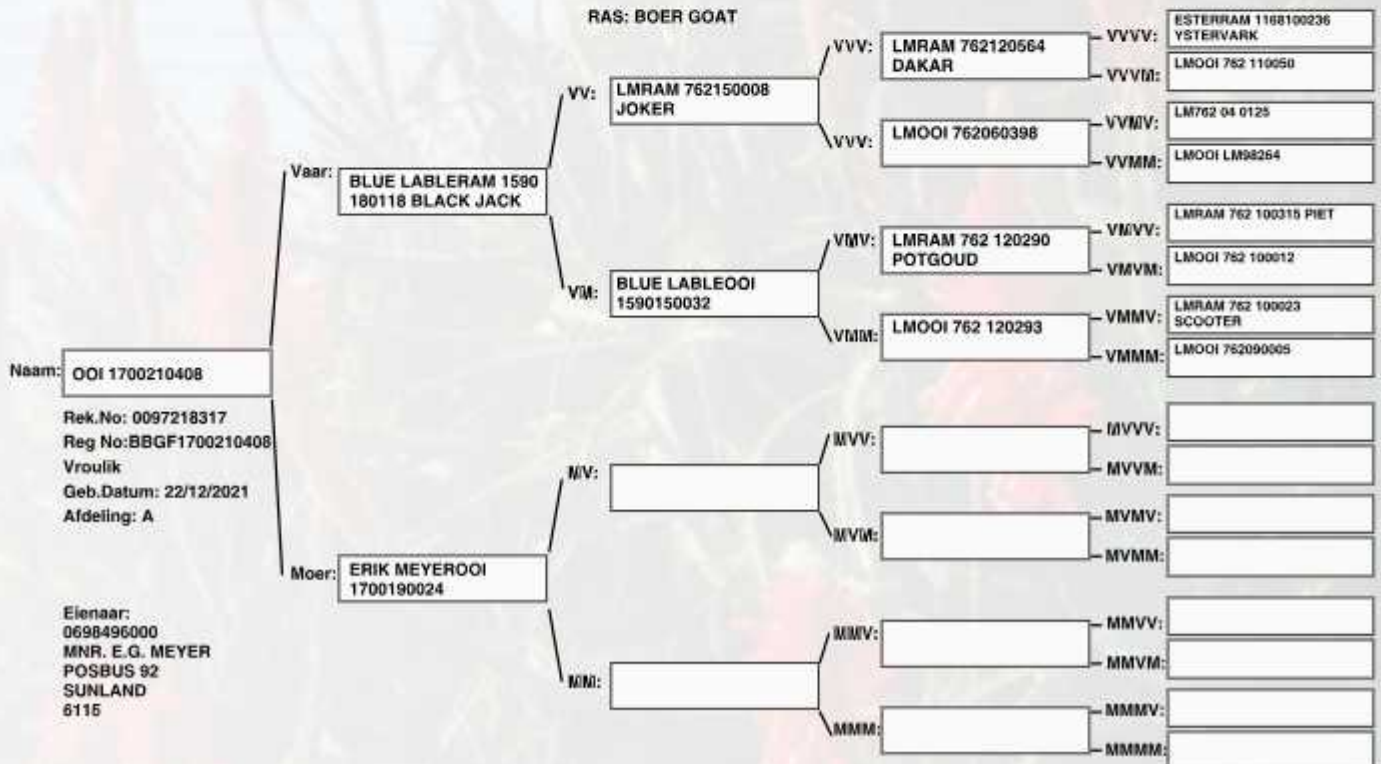 RAS: BOER GOAT
Naam:
OOI 1700210408
Rek.No: 0097218317
Reg No:BBGF1700210408
Vroulik
Geb.Datum: 22/12/2021
Afdeling: A
Eienaar:
0698496000
MNR. E.G. MEYER
POSBUS 92
SUNLAND
6115
Vaar:
BLUE LABLERAM 1590
180118 BLACK JACK
Moer:
ERIK MEYEROOI
1700190024
VV:
LMRAM 762150008
JOKER
VM:
BLUE LABLEOOI
1590150032
MV:
MM:
VVV:
LMRAM 762120564
DAKAR
VVV:
LMOOI 762060398
VMV:
LMRAM 762 120290
POTGOUD
VMM:
LMOOI 762 120293
MVV:
MVM:
MMV:
MMM:
VVVV:
ESTERRAM 1168100236
YSTERVARK
VVVM:
LMOOI 762 110050
VVMV:
LM762 04 0125
VVMM:
LMOOI LM98264
VMVV:
LMRAM 762 100315 PIET
VMVM:
LMOOI 762 100012
VMMV:
LMRAM 762 100023
SCOOTER
VMMM:
LMOOI 762090005
MVVV:
MVVM:
MVMV:
MVMM:
MMVV:
MMVM:
MMMV:
MMMM: